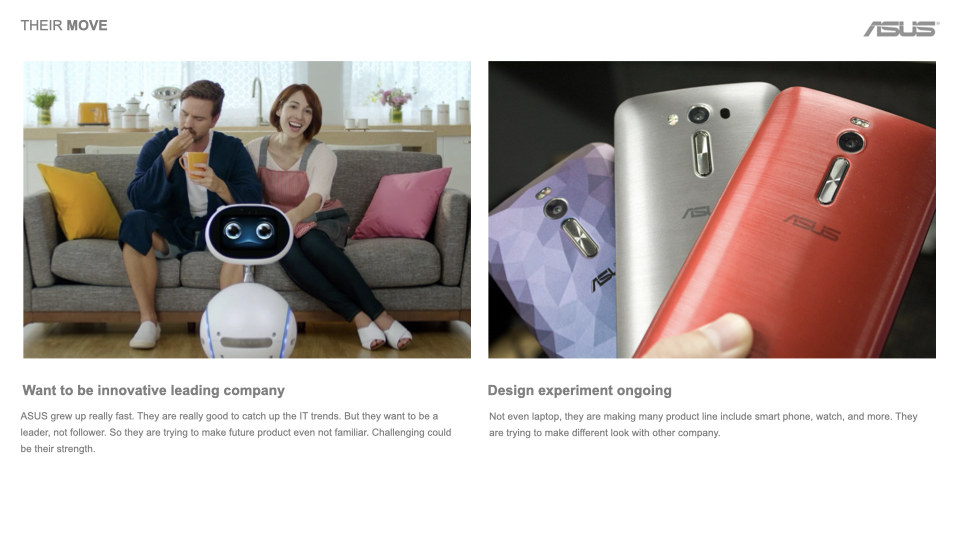 THEIR MOVE
ASUS
ASUS
ASUS
Want to be innovative leading company
ASUS grew up really fast. They are really good to catch up the IT trends. But they want to be a
leader, not follower. So they are trying to make future product even not familiar. Challenging could
be their strength.
Design experiment ongoing
Not even laptop, they are making many product line include smart phone, watch, and more. They
are trying to make different look with other company.